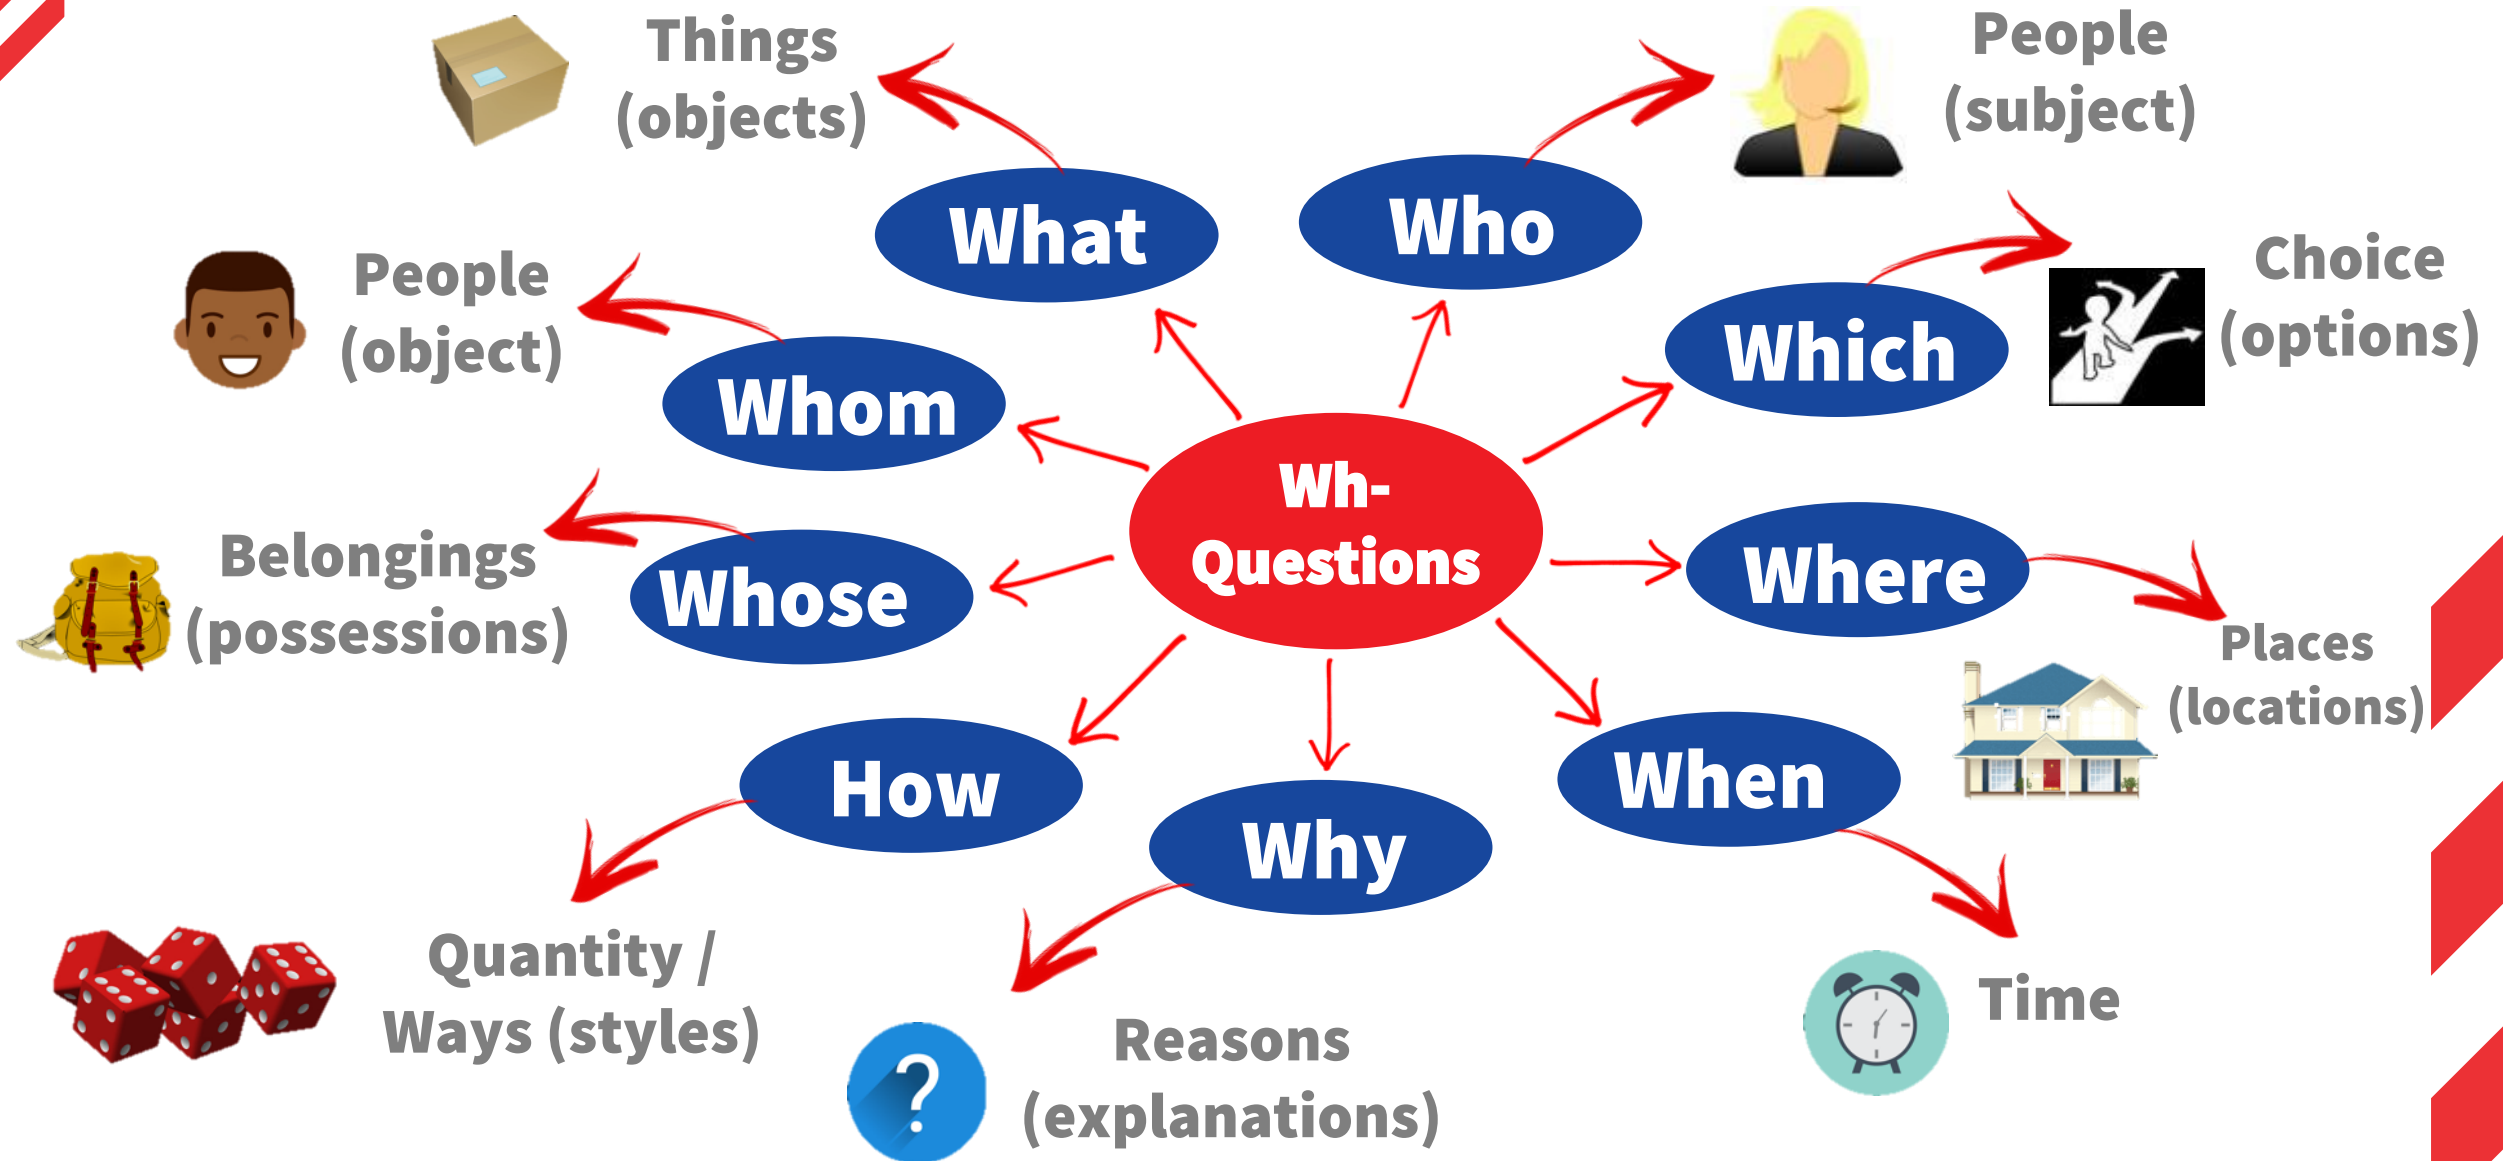 Things
(objects)
People
(subject)
What
Who
Choice
(options)
People
(object)
Which
Whom
Wh-
Questions
Belongings
(possessions)
Whose
Where
Places
(locations)
How
When
Why
Quantity /
Ways (styles)
Time
Reasons
(explanations)
?